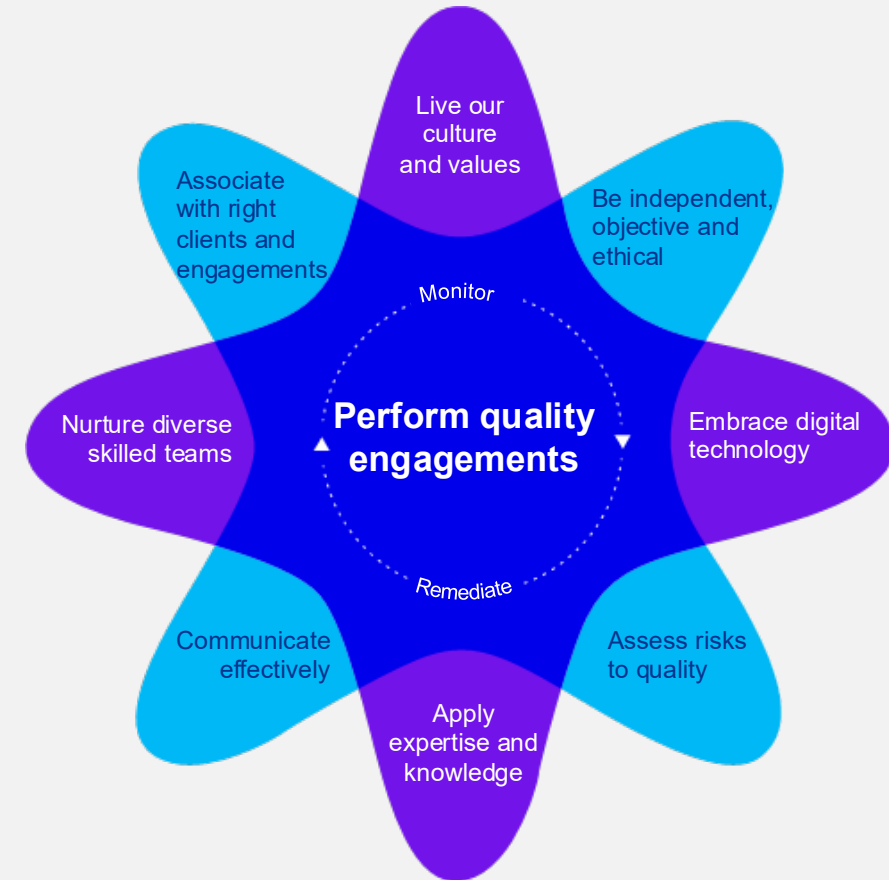 Live our
culture
and values
Be independent,
objective and
ethical
Embrace digital
technology
Assess risks
to quality
Apply
expertise and
knowledge
Communicate
effectively
Nurture diverse
skilled teams
Associate
with right
clients and
engagements
Monitor
Perform quality
engagements
Remediate